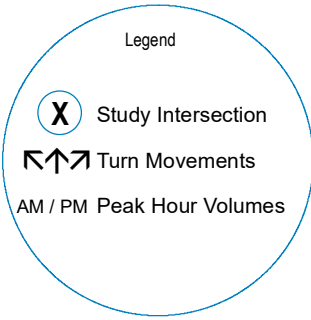 Legend
X Study Intersection
Turn Movements
AM / PM Peak Hour Volumes